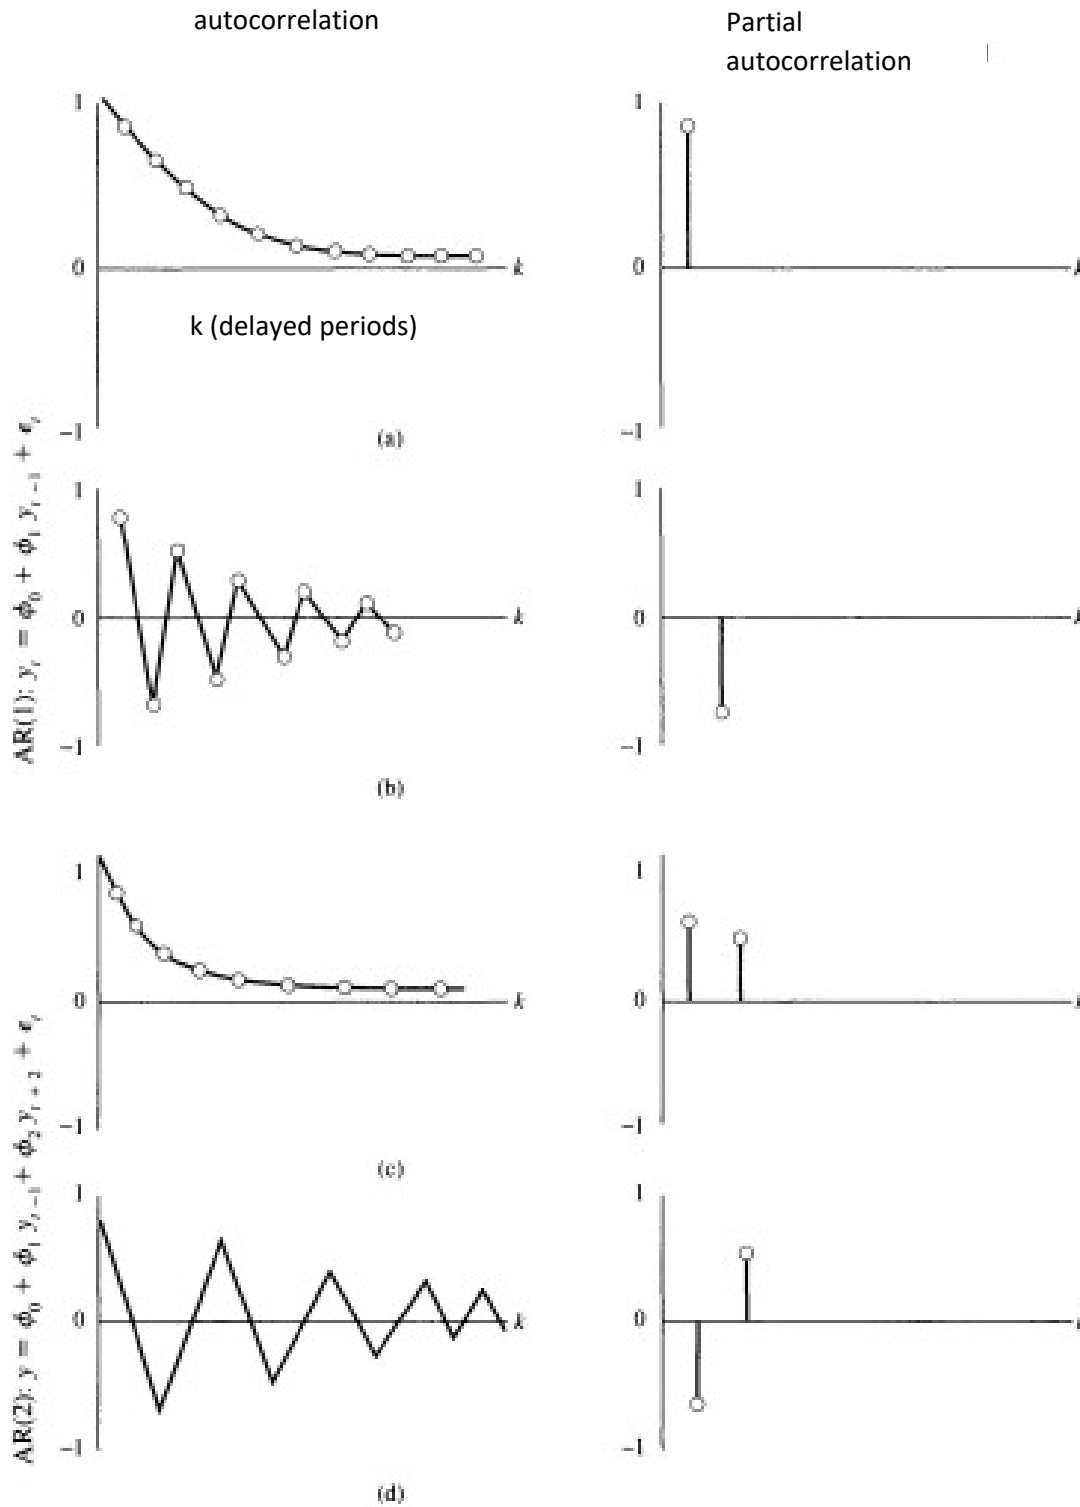 autocorrelation
Partial
autocorrelation
1
0
k
k (delayed periods)
-1
1
0
k
-1
(a)
AR(1): y_t = ϕ_0 + ϕ_1 y_{t-1} + e_t
1
0
k
-1
1
0
k
-1
(b)
1
0
k
-1
1
0
k
-1
(c)
AR(2): y = ϕ_0 + ϕ_1 y_{t-1} + ϕ_2 y_{t+2} + e_t
1
0
k
-1
1
0
k
-1
(d)